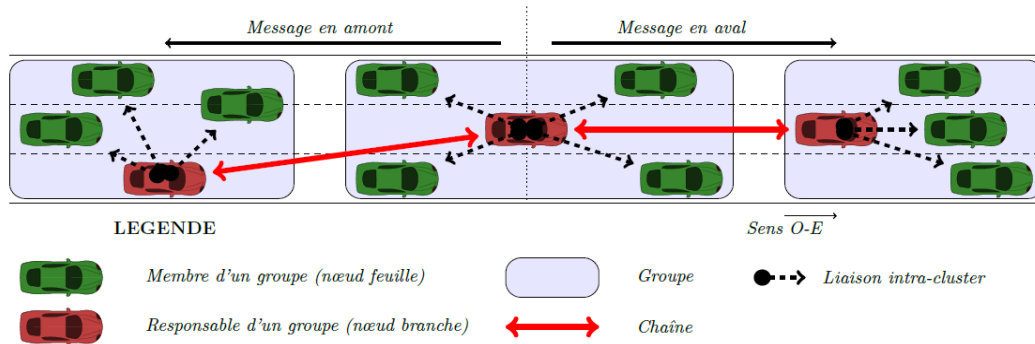 Message en amont
Message en aval
LEGENDE
Sens O-E
Membre d'un groupe (nœud feuille)
Groupe
Liaison intra-cluster
Responsable d'un groupe (nœud branche)
Chaîne